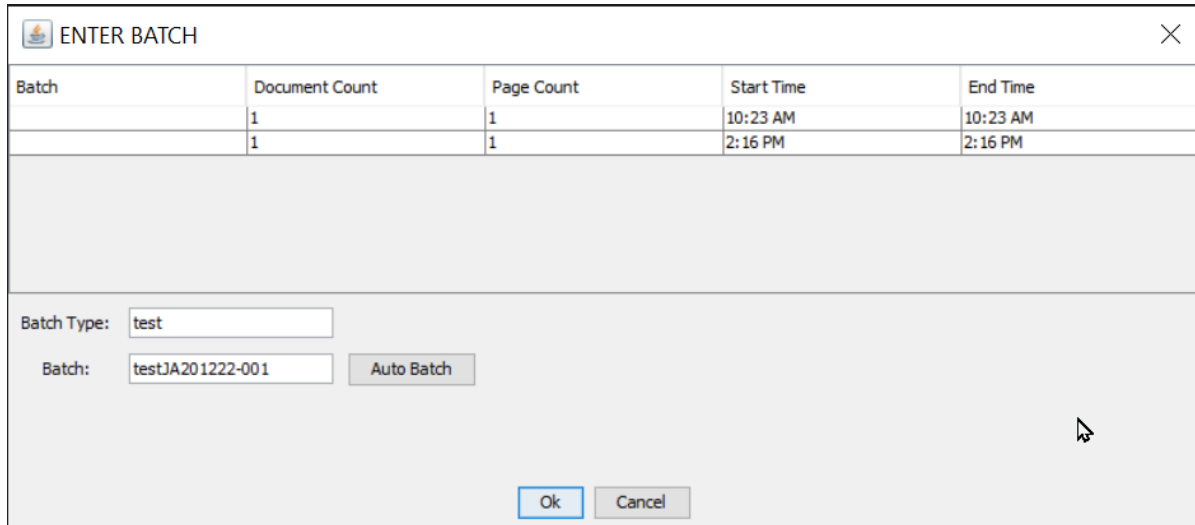 ENTER BATCH
Batch Document Count Page Count Start Time End Time
1 1 10:23 AM 10:23 AM
1 1 2:16 PM 2:16 PM
Batch Type: test
Batch: testJA201222-001 Auto Batch
Ok Cancel